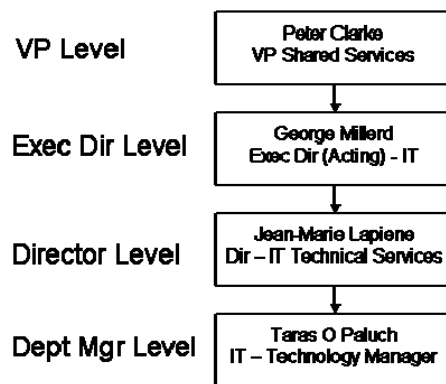 VP Level
Peter Clarke
VP Shared Services
Exec Dir Level
George Millerd
Exec Dir (Acting) - IT
Director Level
Jean-Marie Lapiene
Dir – IT Technical Services
Dept Mgr Level
Taras O Paluch
IT – Technology Manager